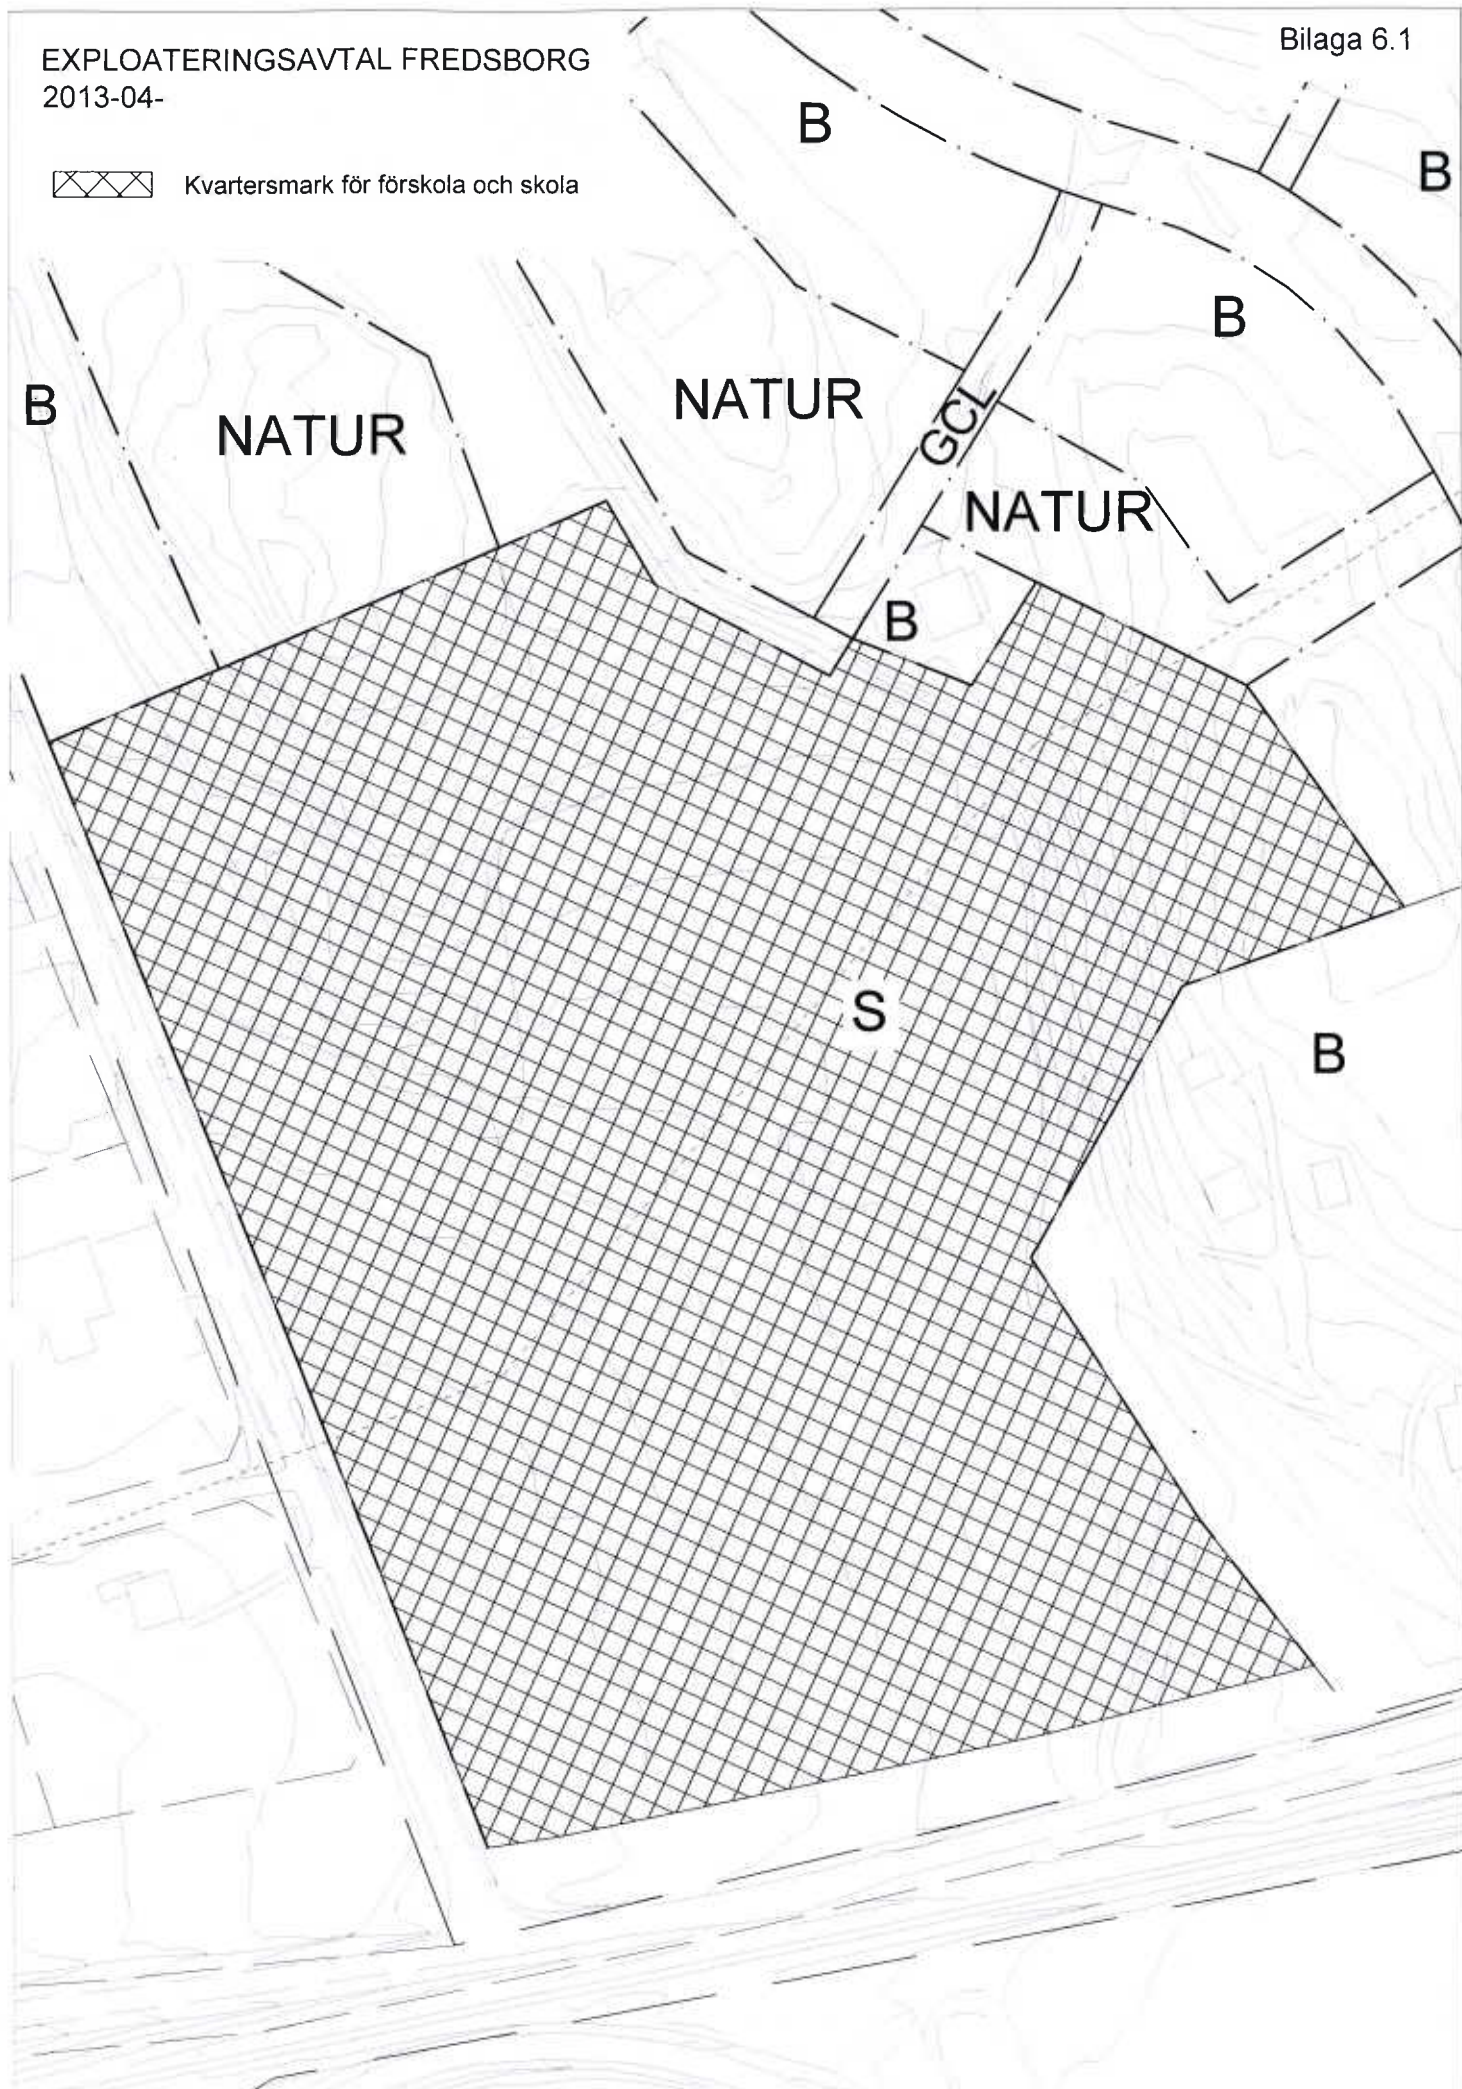 EXPLOATERINGSAVTAL FREDSBORG
2013-04-
Bilaga 6.1
Kvartersmark för förskola och skola
B
B
B
B
NATUR
NATUR
GCL
NATUR
B
S
B